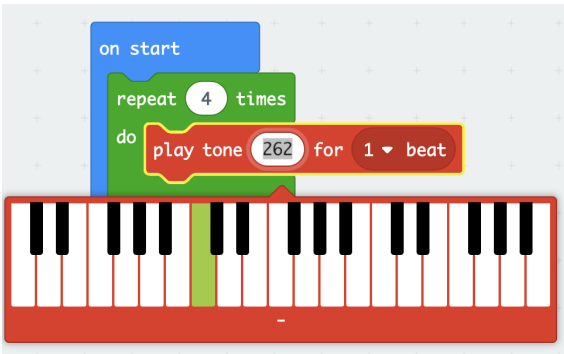 on start
repeat 4 times
do
play tone 262 for 1 beat
-